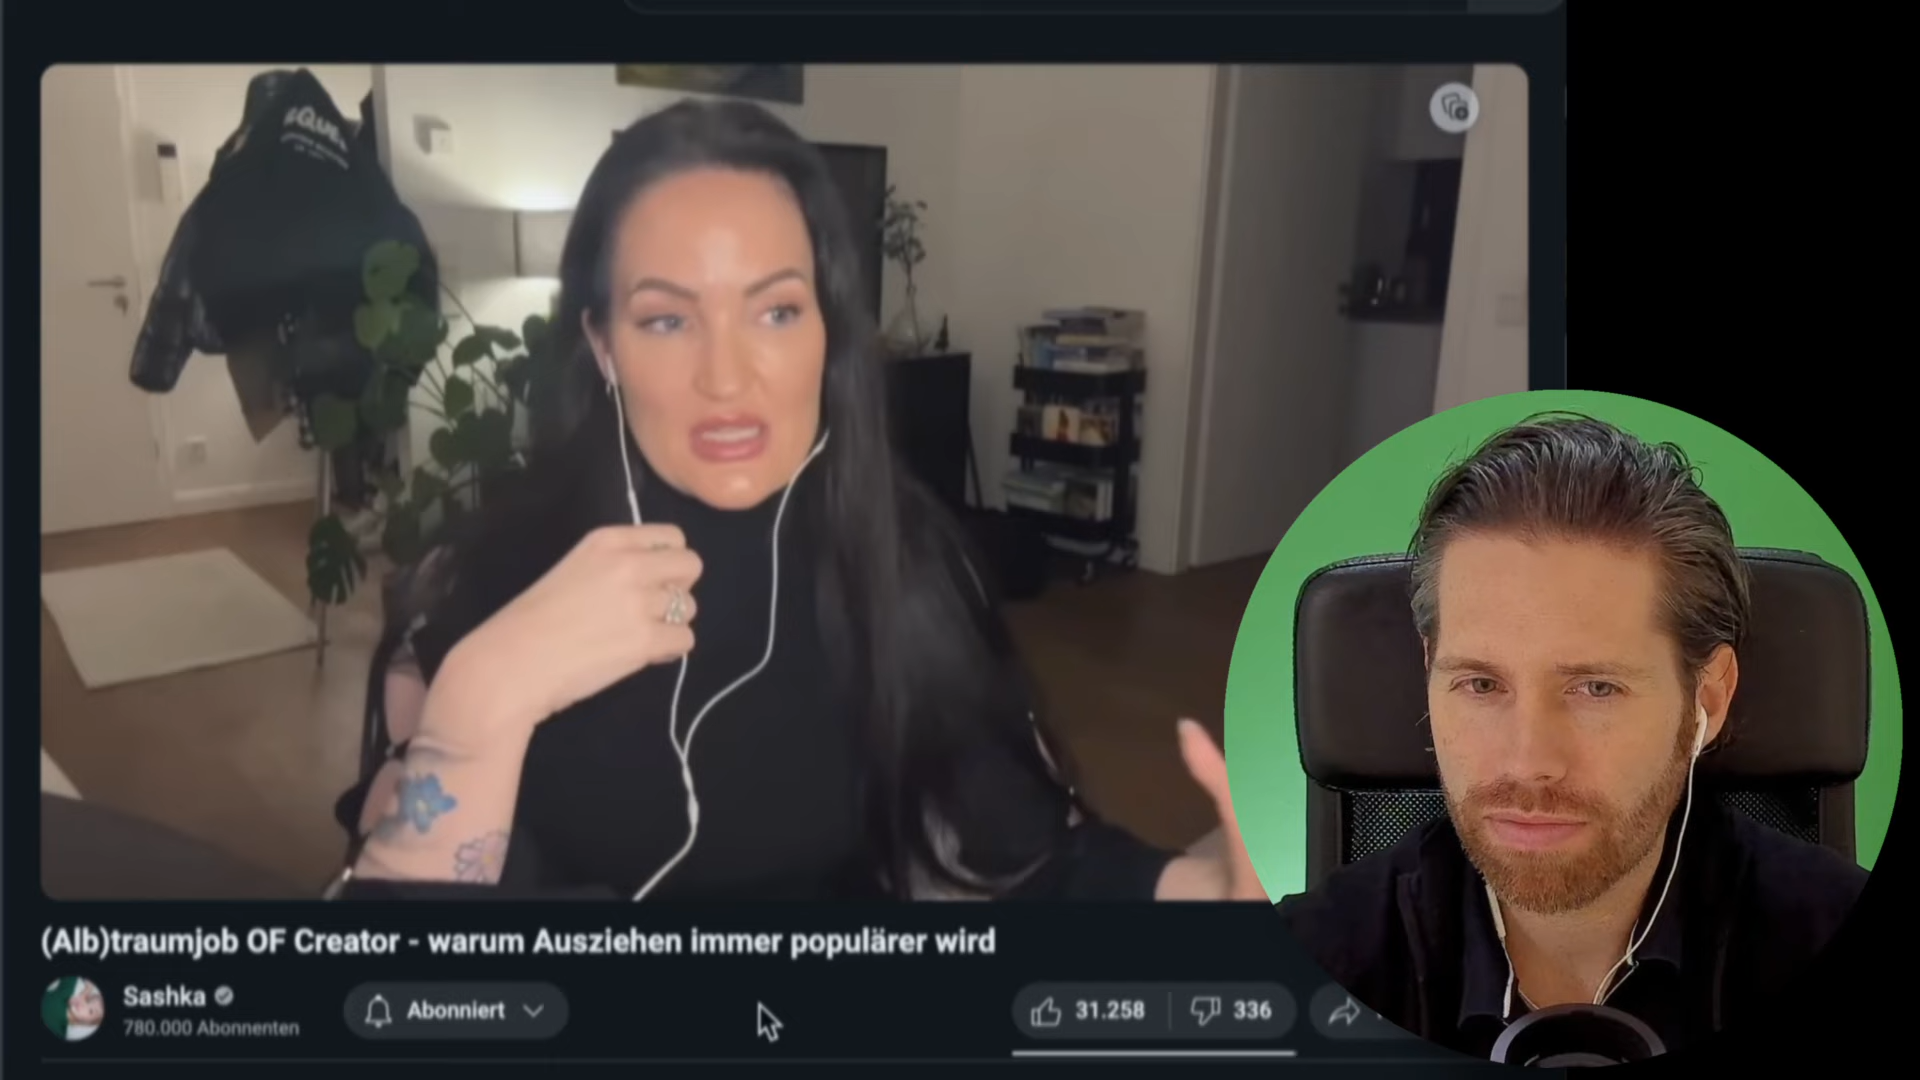 (Alb)traumjob OF Creator - warum Ausziehen immer populärer wird
Sashka
780.000 Abonnenten
Abonniert
31.258
336